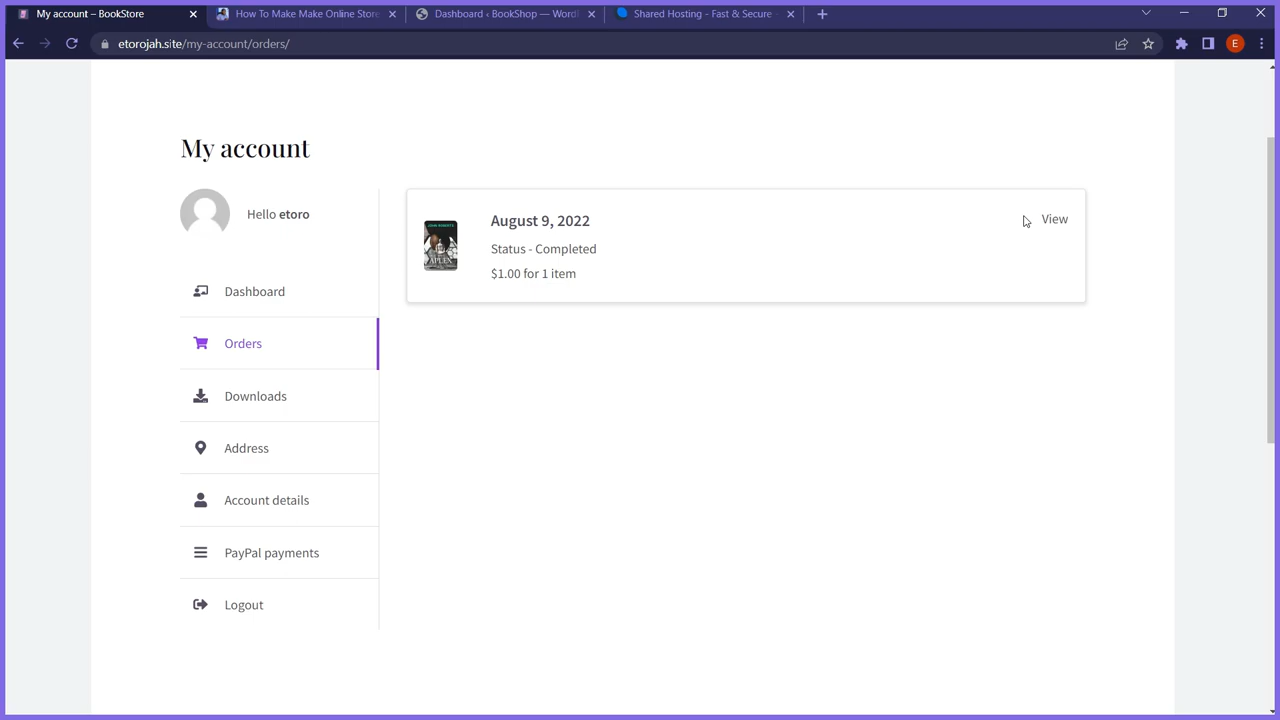 My account – BookStore
How To Make Make Online Store
Dashboard ‹ BookShop — Word
Shared Hosting - Fast & Secure -
etorojah.site/my-account/orders/
E
My account
Hello etoro
Dashboard
Orders
Downloads
Address
Account details
PayPal payments
Logout
August 9, 2022
View
Status - Completed
$1.00 for 1 item